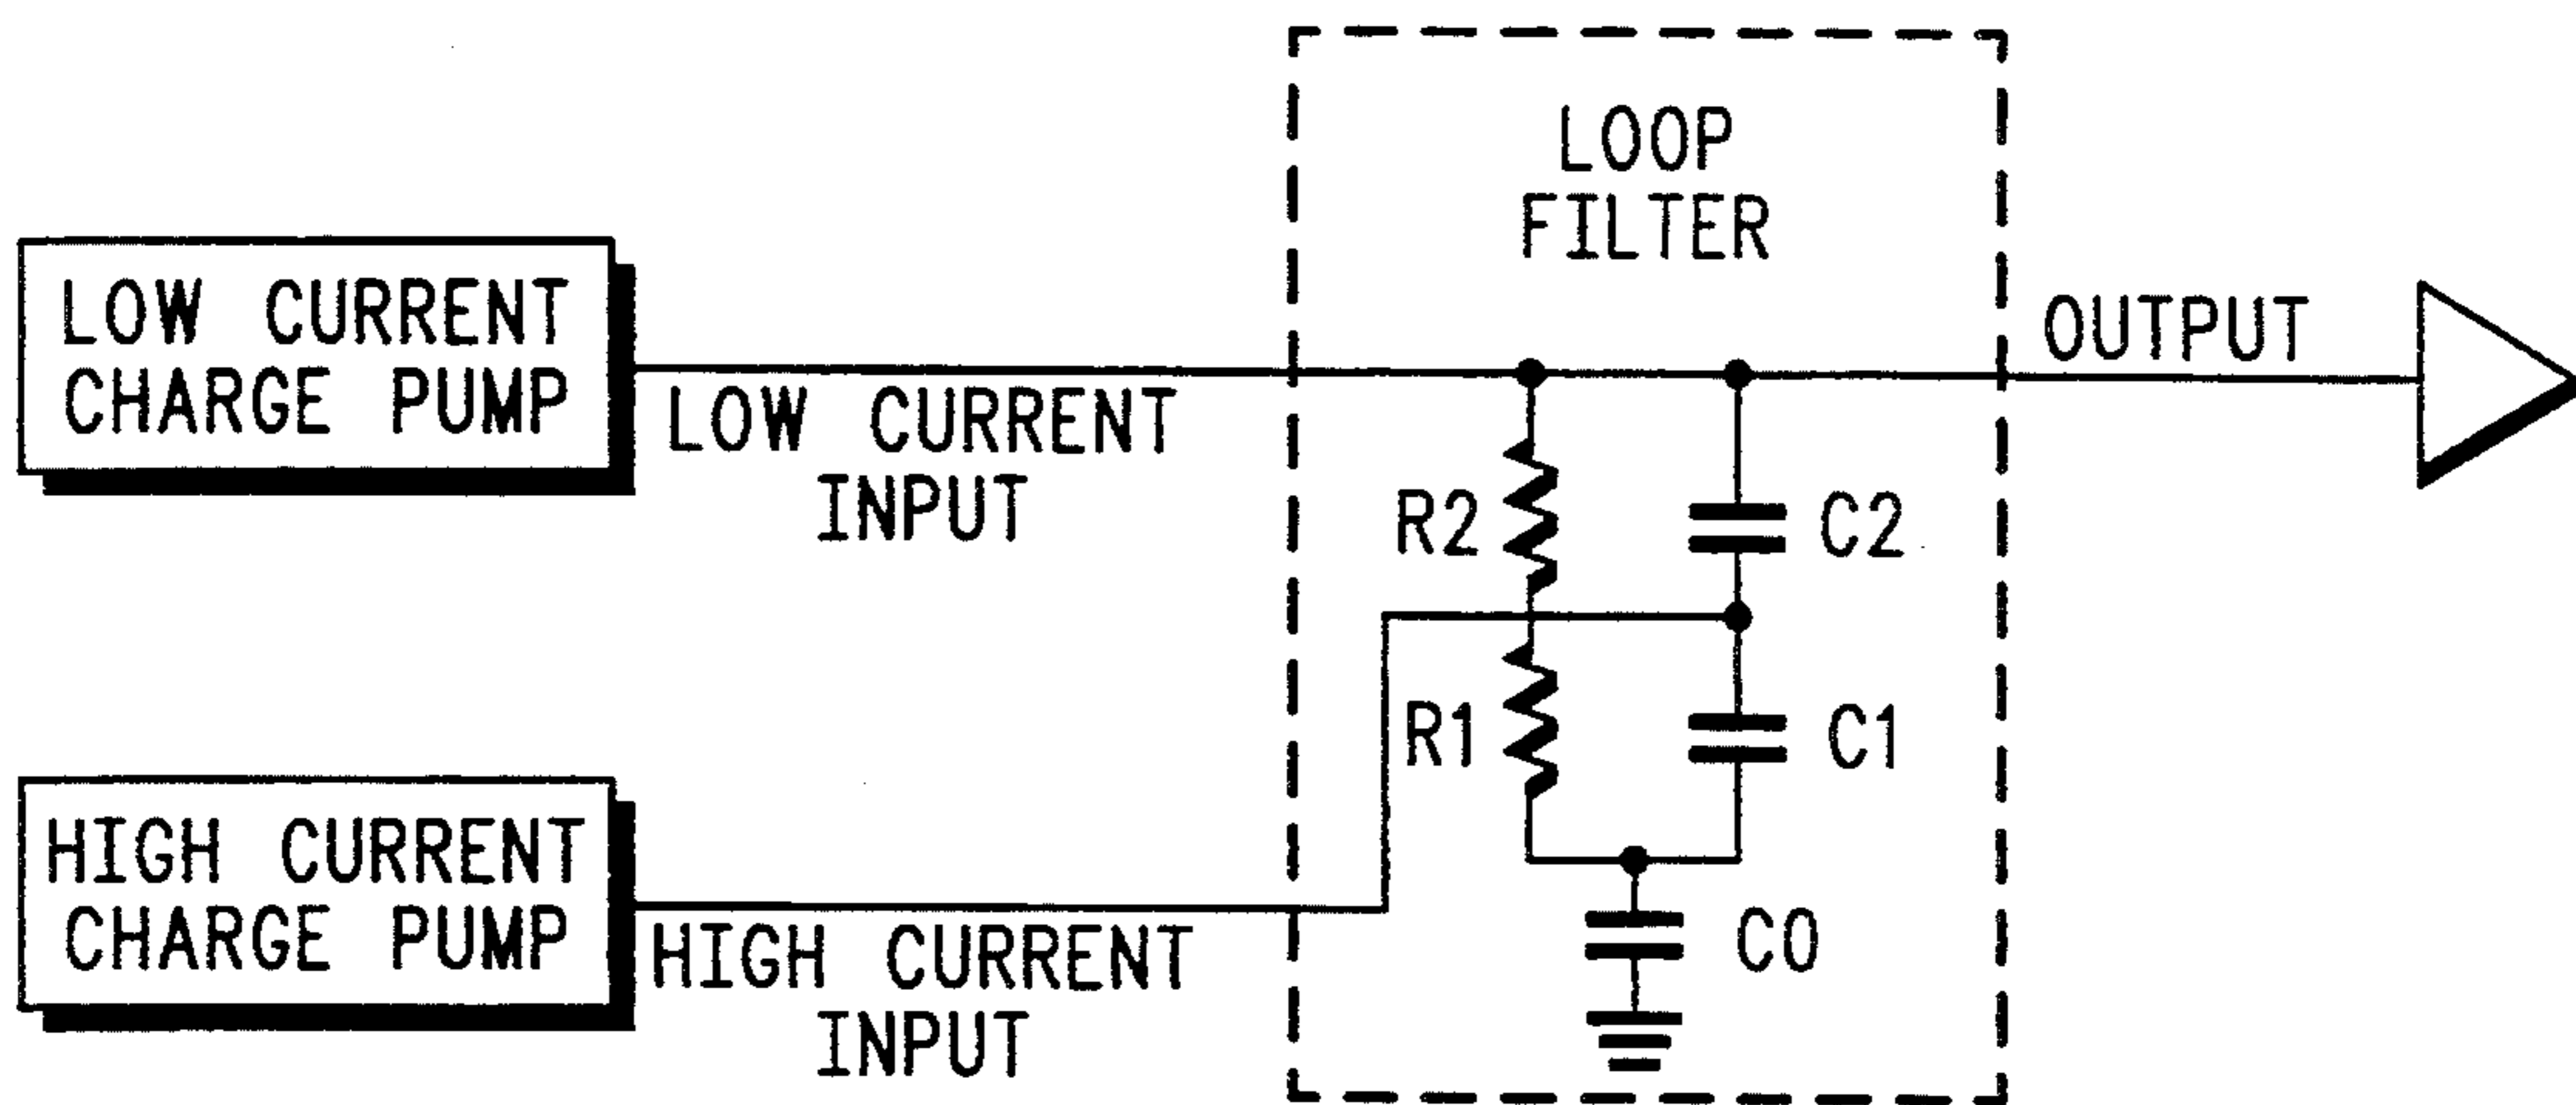 LOOP
FILTER
LOW CURRENT
CHARGE PUMP
LOW CURRENT
INPUT
OUTPUT
R2
C2
R1
C1
HIGH CURRENT
CHARGE PUMP
HIGH CURRENT
INPUT
C0